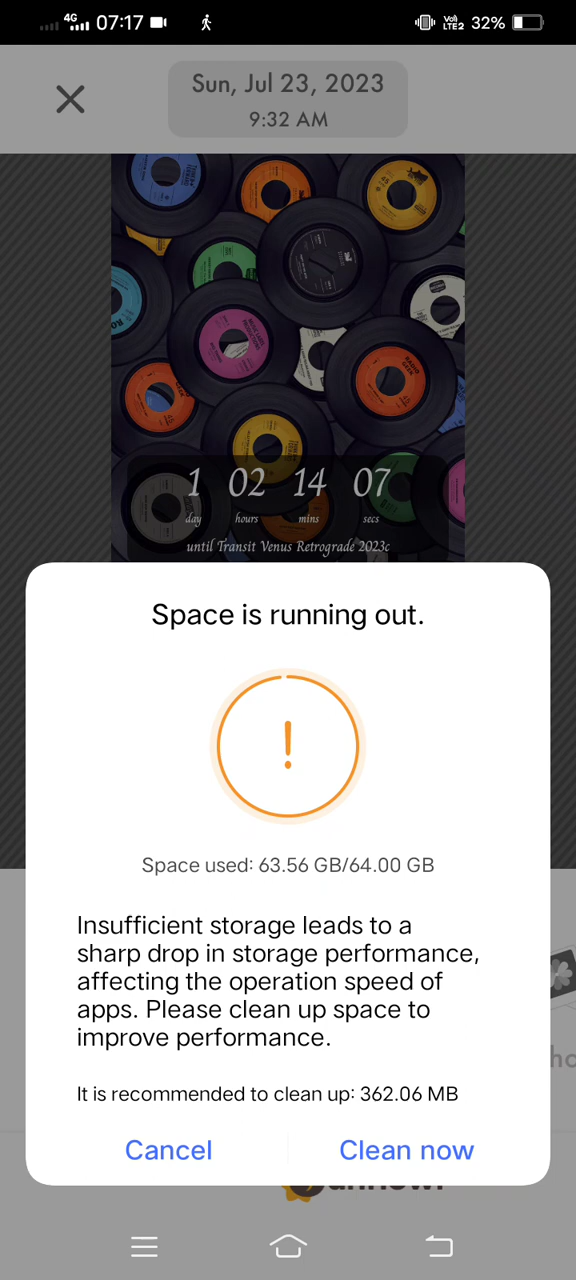 4G 07:17 VoD LTE2 32%
Sun, Jul 23, 2023
9:32 AM
1 02 14 07
day hours mins secs
until Transit Venus Retrograde 2023c
Space is running out.
!
Space used: 63.56 GB/64.00 GB
Insufficient storage leads to a
sharp drop in storage performance,
affecting the operation speed of
apps. Please clean up space to
improve performance.
It is recommended to clean up: 362.06 MB
Cancel Clean now